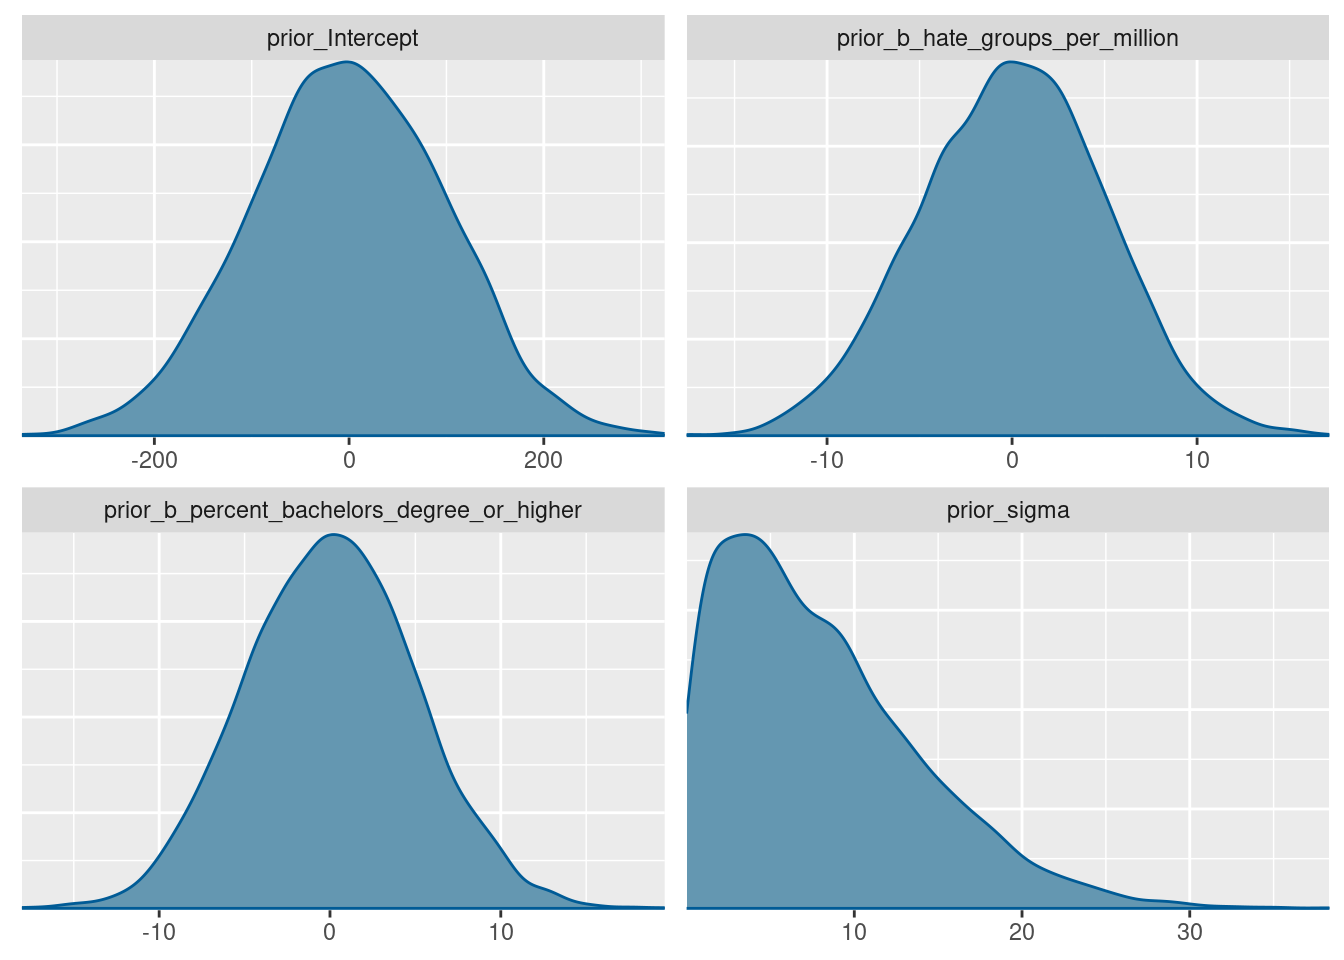 prior_Intercept
prior_b_hate_groups_per_million
-200 0 200
-10 0 10
prior_b_percent_bachelors_degree_or_higher
prior_sigma
-10 0 10
10 20 30